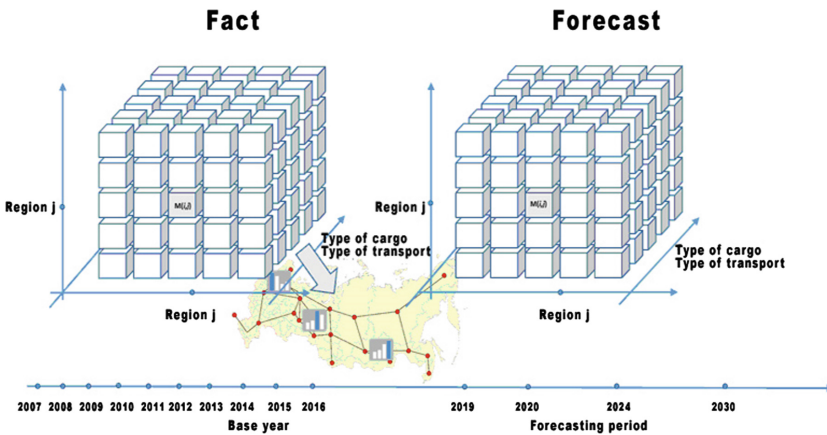 Fact
Forecast
M(i,j)
M(i,j)
Region j
Region j
Type of cargo
Type of transport
Type of cargo
Type of transport
Region j
Region j
2007 2008 2009 2010 2011 2012 2013 2014 2015 2016 2019 2020 2024 2030
Base year
Forecasting period